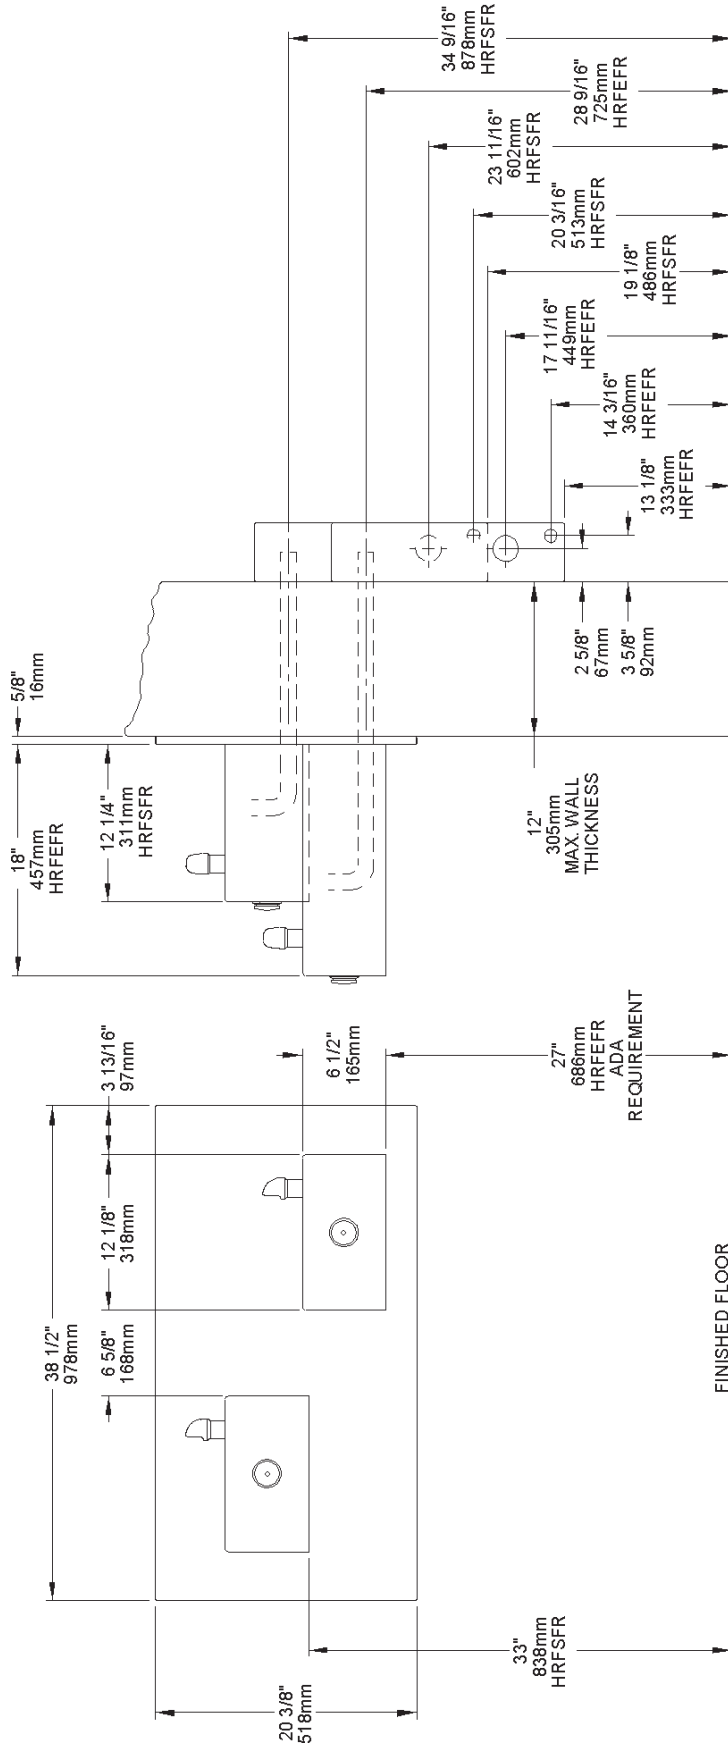 38 1/2"
978mm
6 5/8"
168mm
12 1/8"
318mm
3 13/16"
97mm
20 3/8"
518mm
33"
838mm
HRFSFR
6 1/2"
165mm
27"
686mm
HRFEFR
ADA
REQUIREMENT
FINISHED FLOOR
18"
457mm
HRFEFR
12 1/4"
311mm
HRFSFR
5/8"
16mm
12"
305mm
MAX. WALL
THICKNESS
2 5/8"
67mm
3 5/8"
92mm
13 1/8"
333mm
HRFEFR
14 3/16"
360mm
HRFEFR
17 11/16"
449mm
HRFEFR
19 1/8"
486mm
HRFSFR
20 3/16"
513mm
HRFSFR
23 11/16"
602mm
HRFSFR
28 9/16"
725mm
HRFEFR
34 9/16"
878mm
HRFSFR